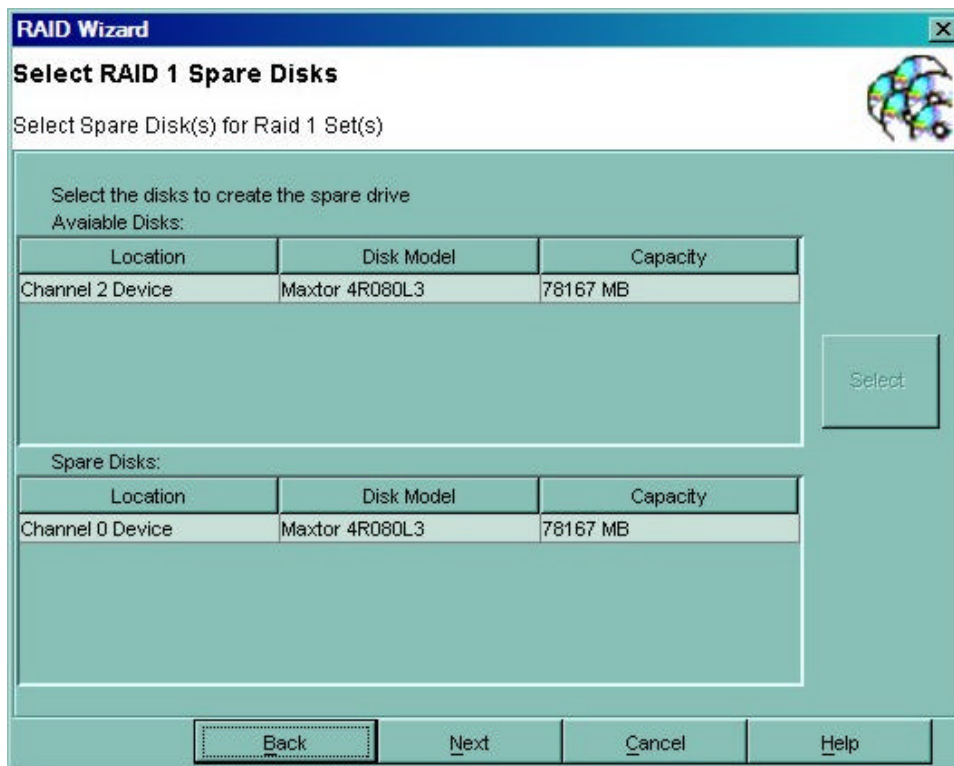 RAID Wizard
Select RAID 1 Spare Disks
Select Spare Disk(s) for Raid 1 Set(s)
Select the disks to create the spare drive
Avaiable Disks:
Location Disk Model Capacity
Channel 2 Device Maxtor 4R080L3 78167 MB
Select
Spare Disks:
Location Disk Model Capacity
Channel 0 Device Maxtor 4R080L3 78167 MB
Back Next Cancel Help